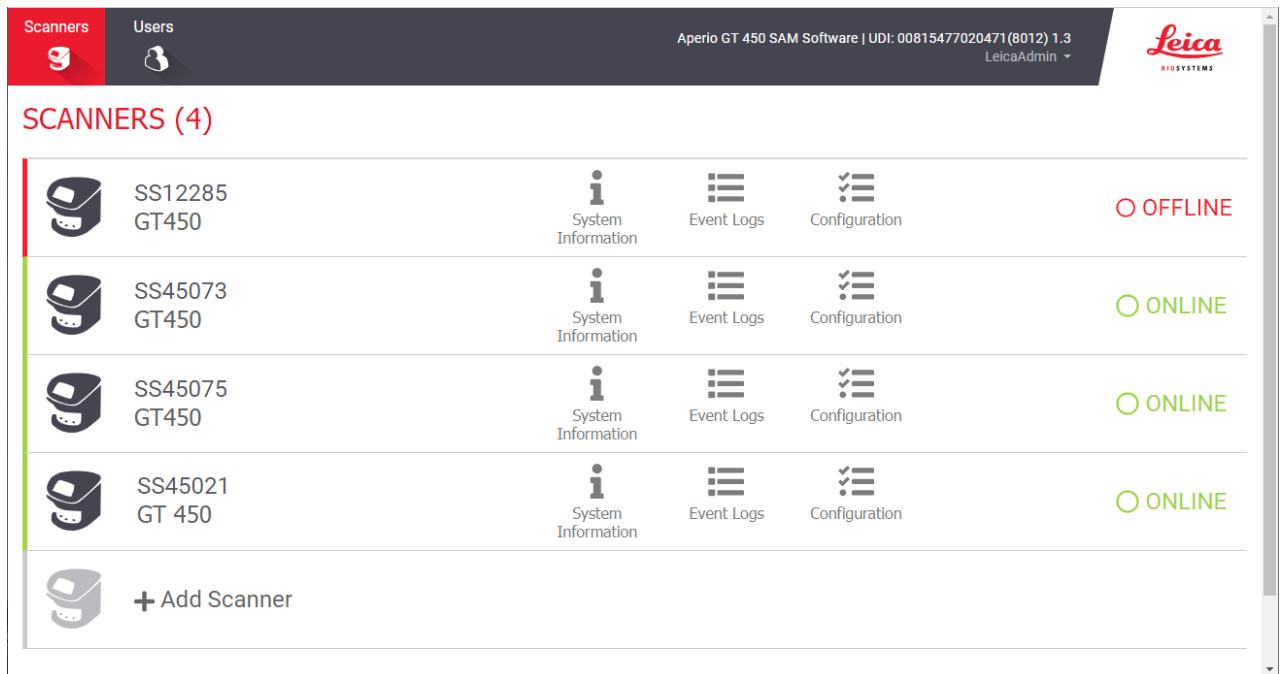 Scanners
Users
Aperio GT 450 SAM Software | UDI: 00815477020471(8012) 1.3
LeicaAdmin
Leica
BIOSYSTEMS
SCANNERS (4)
SS12285
GT450
System
Information
Event Logs
Configuration
OFFLINE
SS45073
GT450
System
Information
Event Logs
Configuration
ONLINE
SS45075
GT450
System
Information
Event Logs
Configuration
ONLINE
SS45021
GT 450
System
Information
Event Logs
Configuration
ONLINE
+ Add Scanner